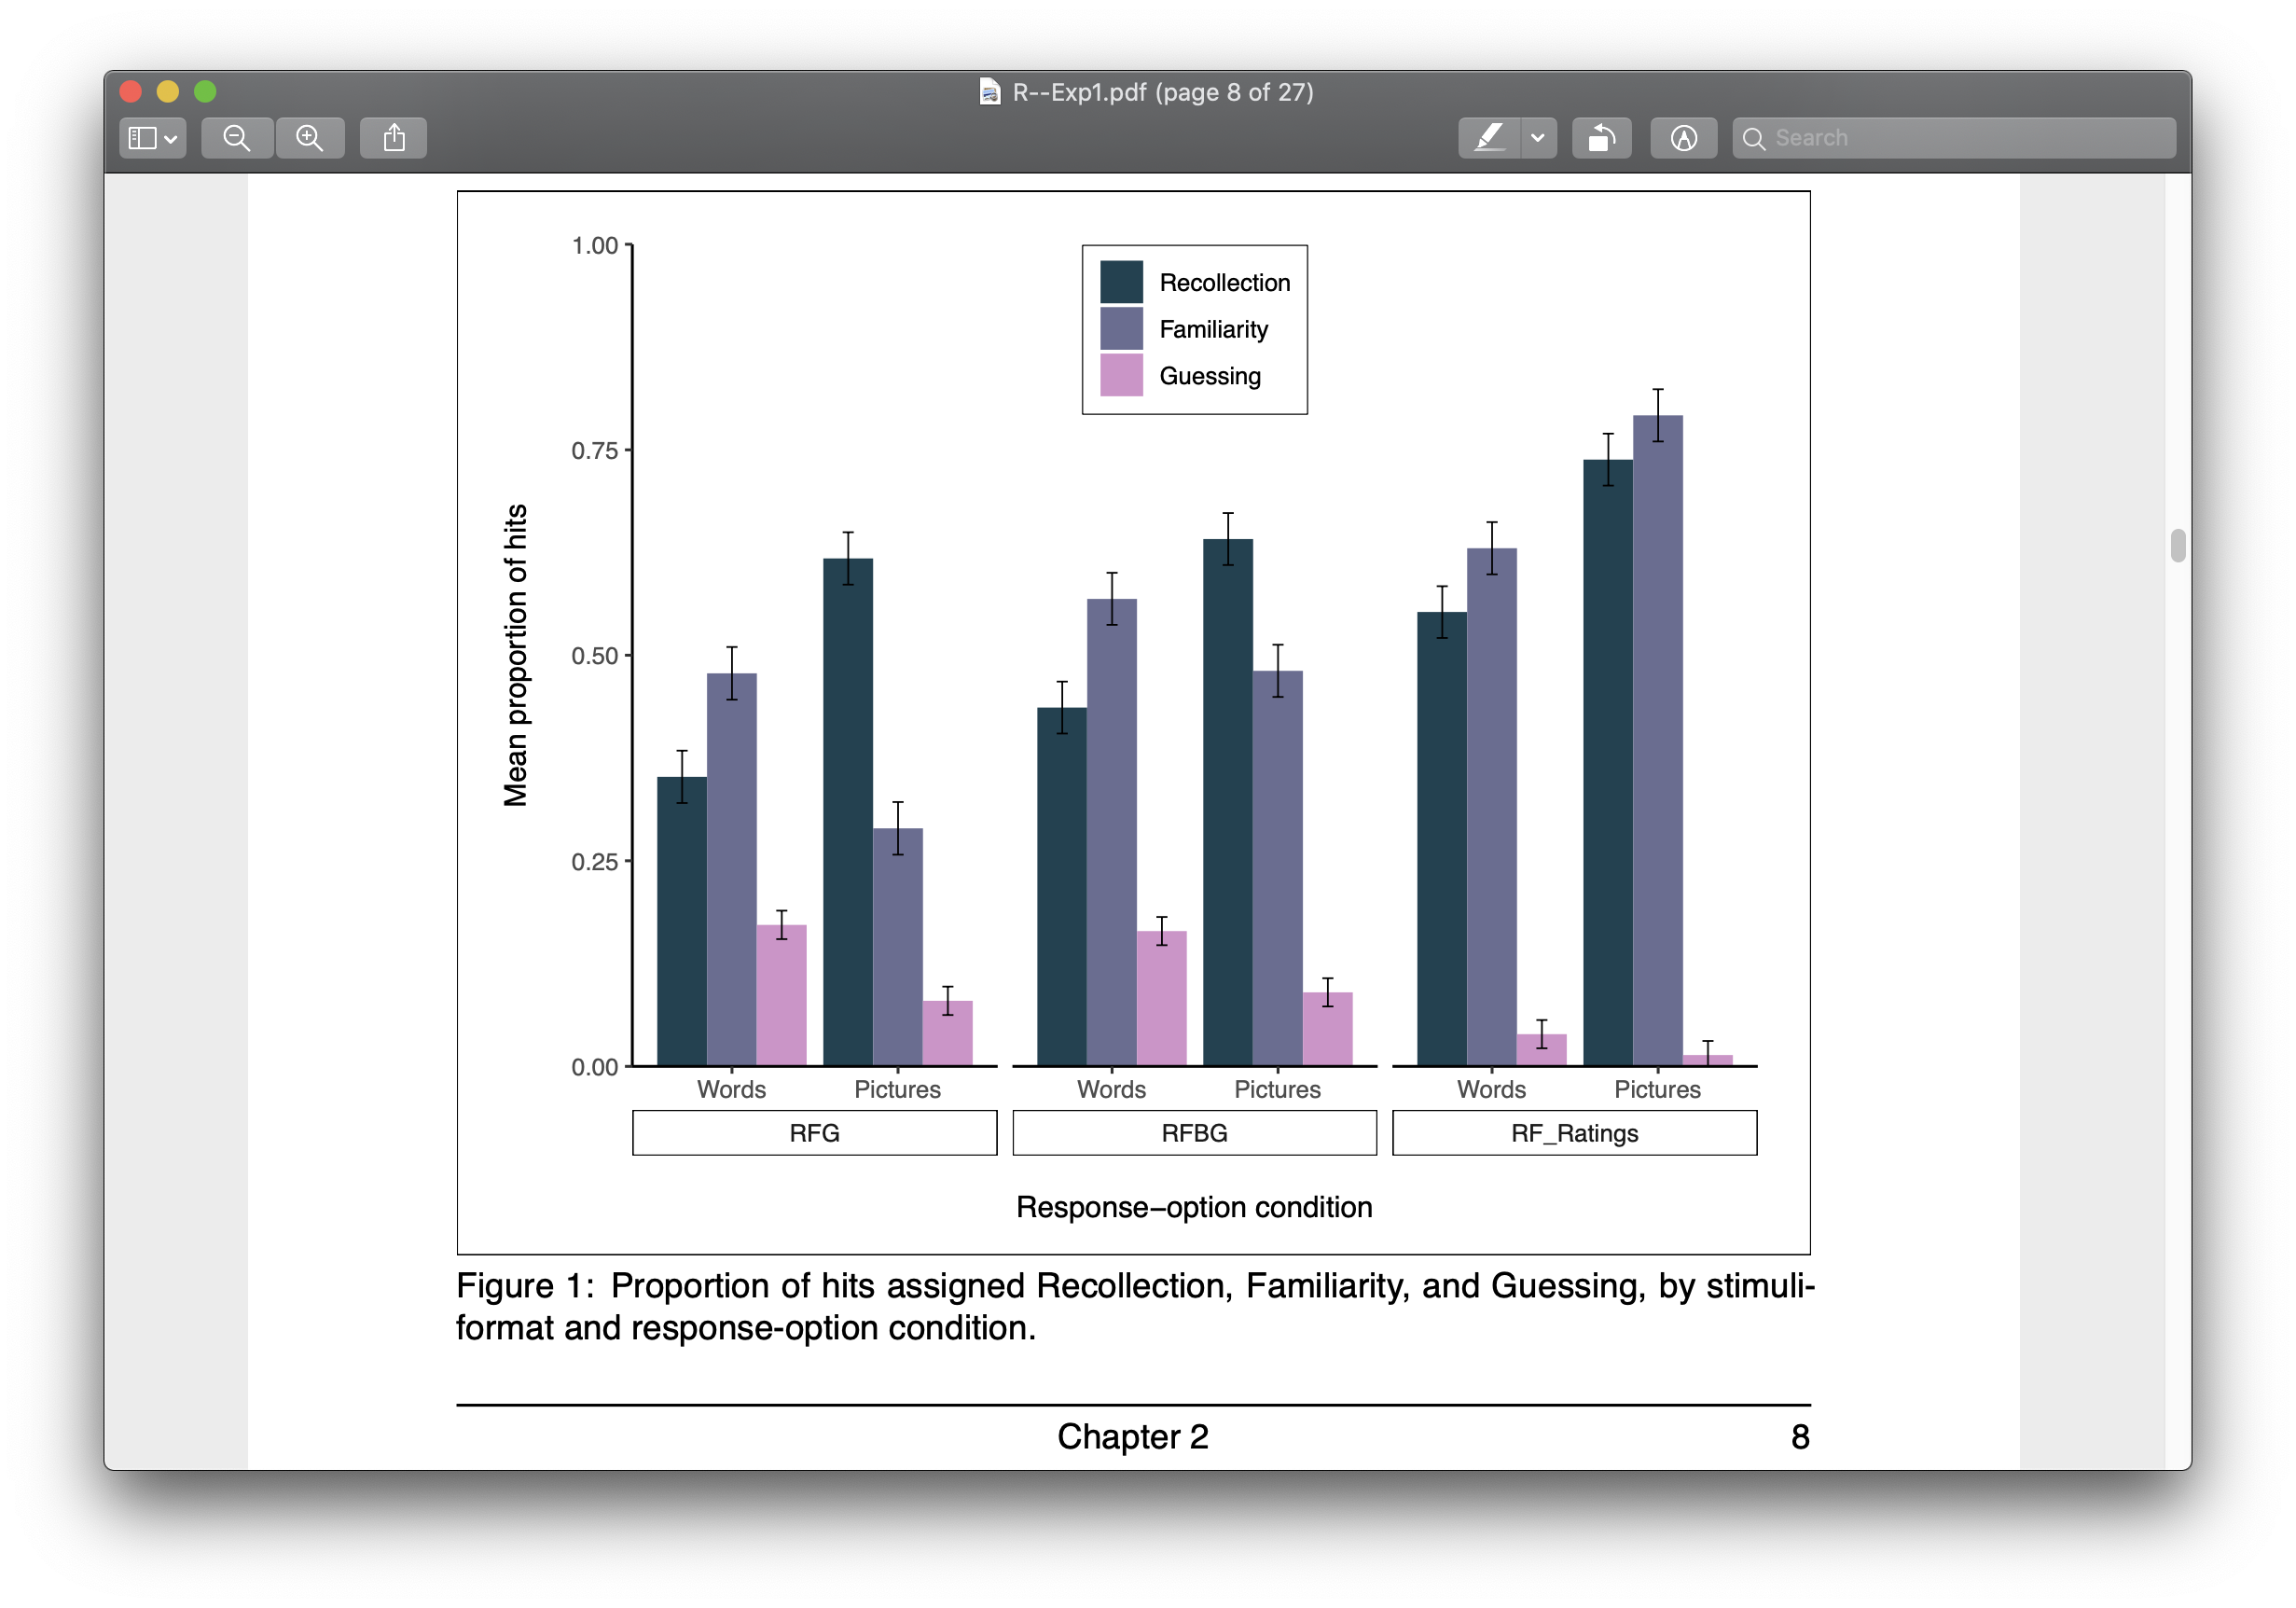 R--Exp1.pdf (page 8 of 27)
Search
1.00
0.75
0.50
0.25
0.00
Mean proportion of hits
Recollection
Familiarity
Guessing
Words Pictures Words Pictures Words Pictures
RFG RFBG RF_Ratings
Response−option condition
Figure 1: Proportion of hits assigned Recollection, Familiarity, and Guessing, by stimuli-
format and response-option condition.
Chapter 2 8